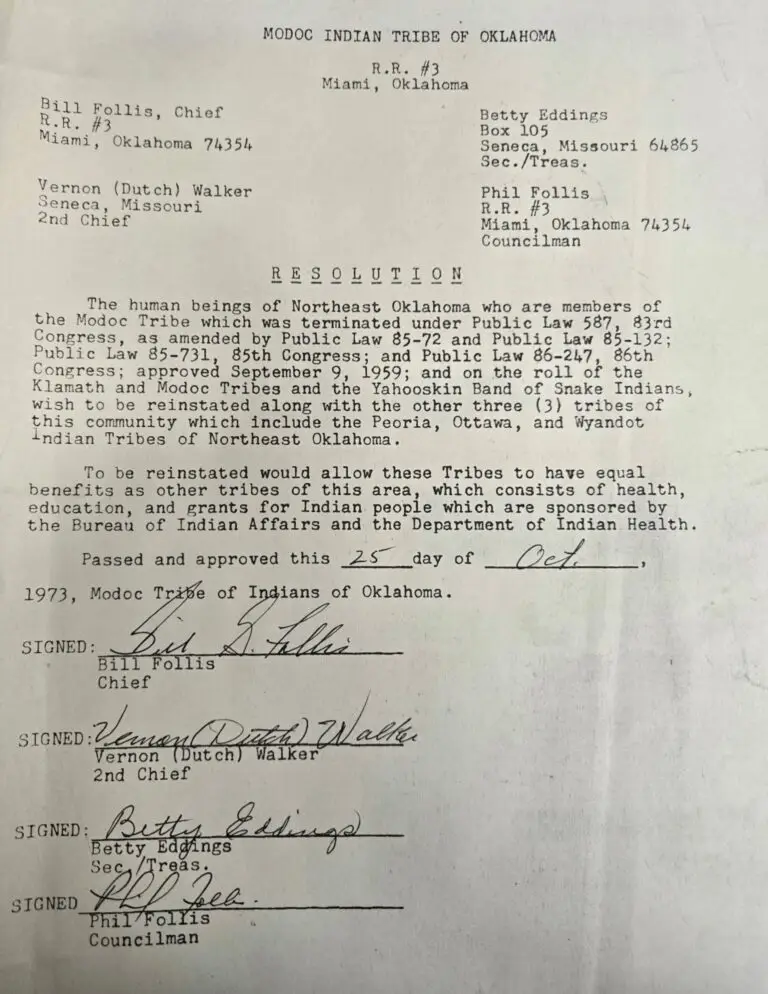 MODOC INDIAN TRIBE OF OKLAHOMA
R.R. #3
Miami, Oklahoma
Bill Follis, Chief
R.R. #3
Miami, Oklahoma 74354
Betty Eddings
Box 105
Seneca, Missouri 64865
Sec./Treas.
Vernon (Dutch) Walker
Seneca, Missouri
2nd Chief
Phil Follis
R.R. #3
Miami, Oklahoma 74354
Councilman
R E S O L U T I O N
The human beings of Northeast Oklahoma who are members of
the Modoc Tribe which was terminated under Public Law 587, 83rd
Congress, as amended by Public Law 85-72 and Public Law 85-132;
Public Law 85-731, 85th Congress; and Public Law 86-247, 86th
Congress; approved September 9, 1959; and on the roll of the
Klamath and Modoc Tribes and the Yahooskin Band of Snake Indians,
wish to be reinstated along with the other three (3) tribes of
this community which include the Peoria, Ottawa, and Wyandot
Indian Tribes of Northeast Oklahoma.
To be reinstated would allow these Tribes to have equal
benefits as other tribes of this area, which consists of health,
education, and grants for Indian people which are sponsored by
the Bureau of Indian Affairs and the Department of Indian Health.
Passed and approved this 25 day of Oct.,
1973, Modoc Tribe of Indians of Oklahoma.
SIGNED: Bill G. Follis
Bill Follis
Chief
SIGNED: Vernon (Dutch) Walker
Vernon (Dutch) Walker
2nd Chief
SIGNED: Betty Eddings
Betty Eddings
Sec./Treas.
SIGNED Phil Follis
Phil Follis
Councilman